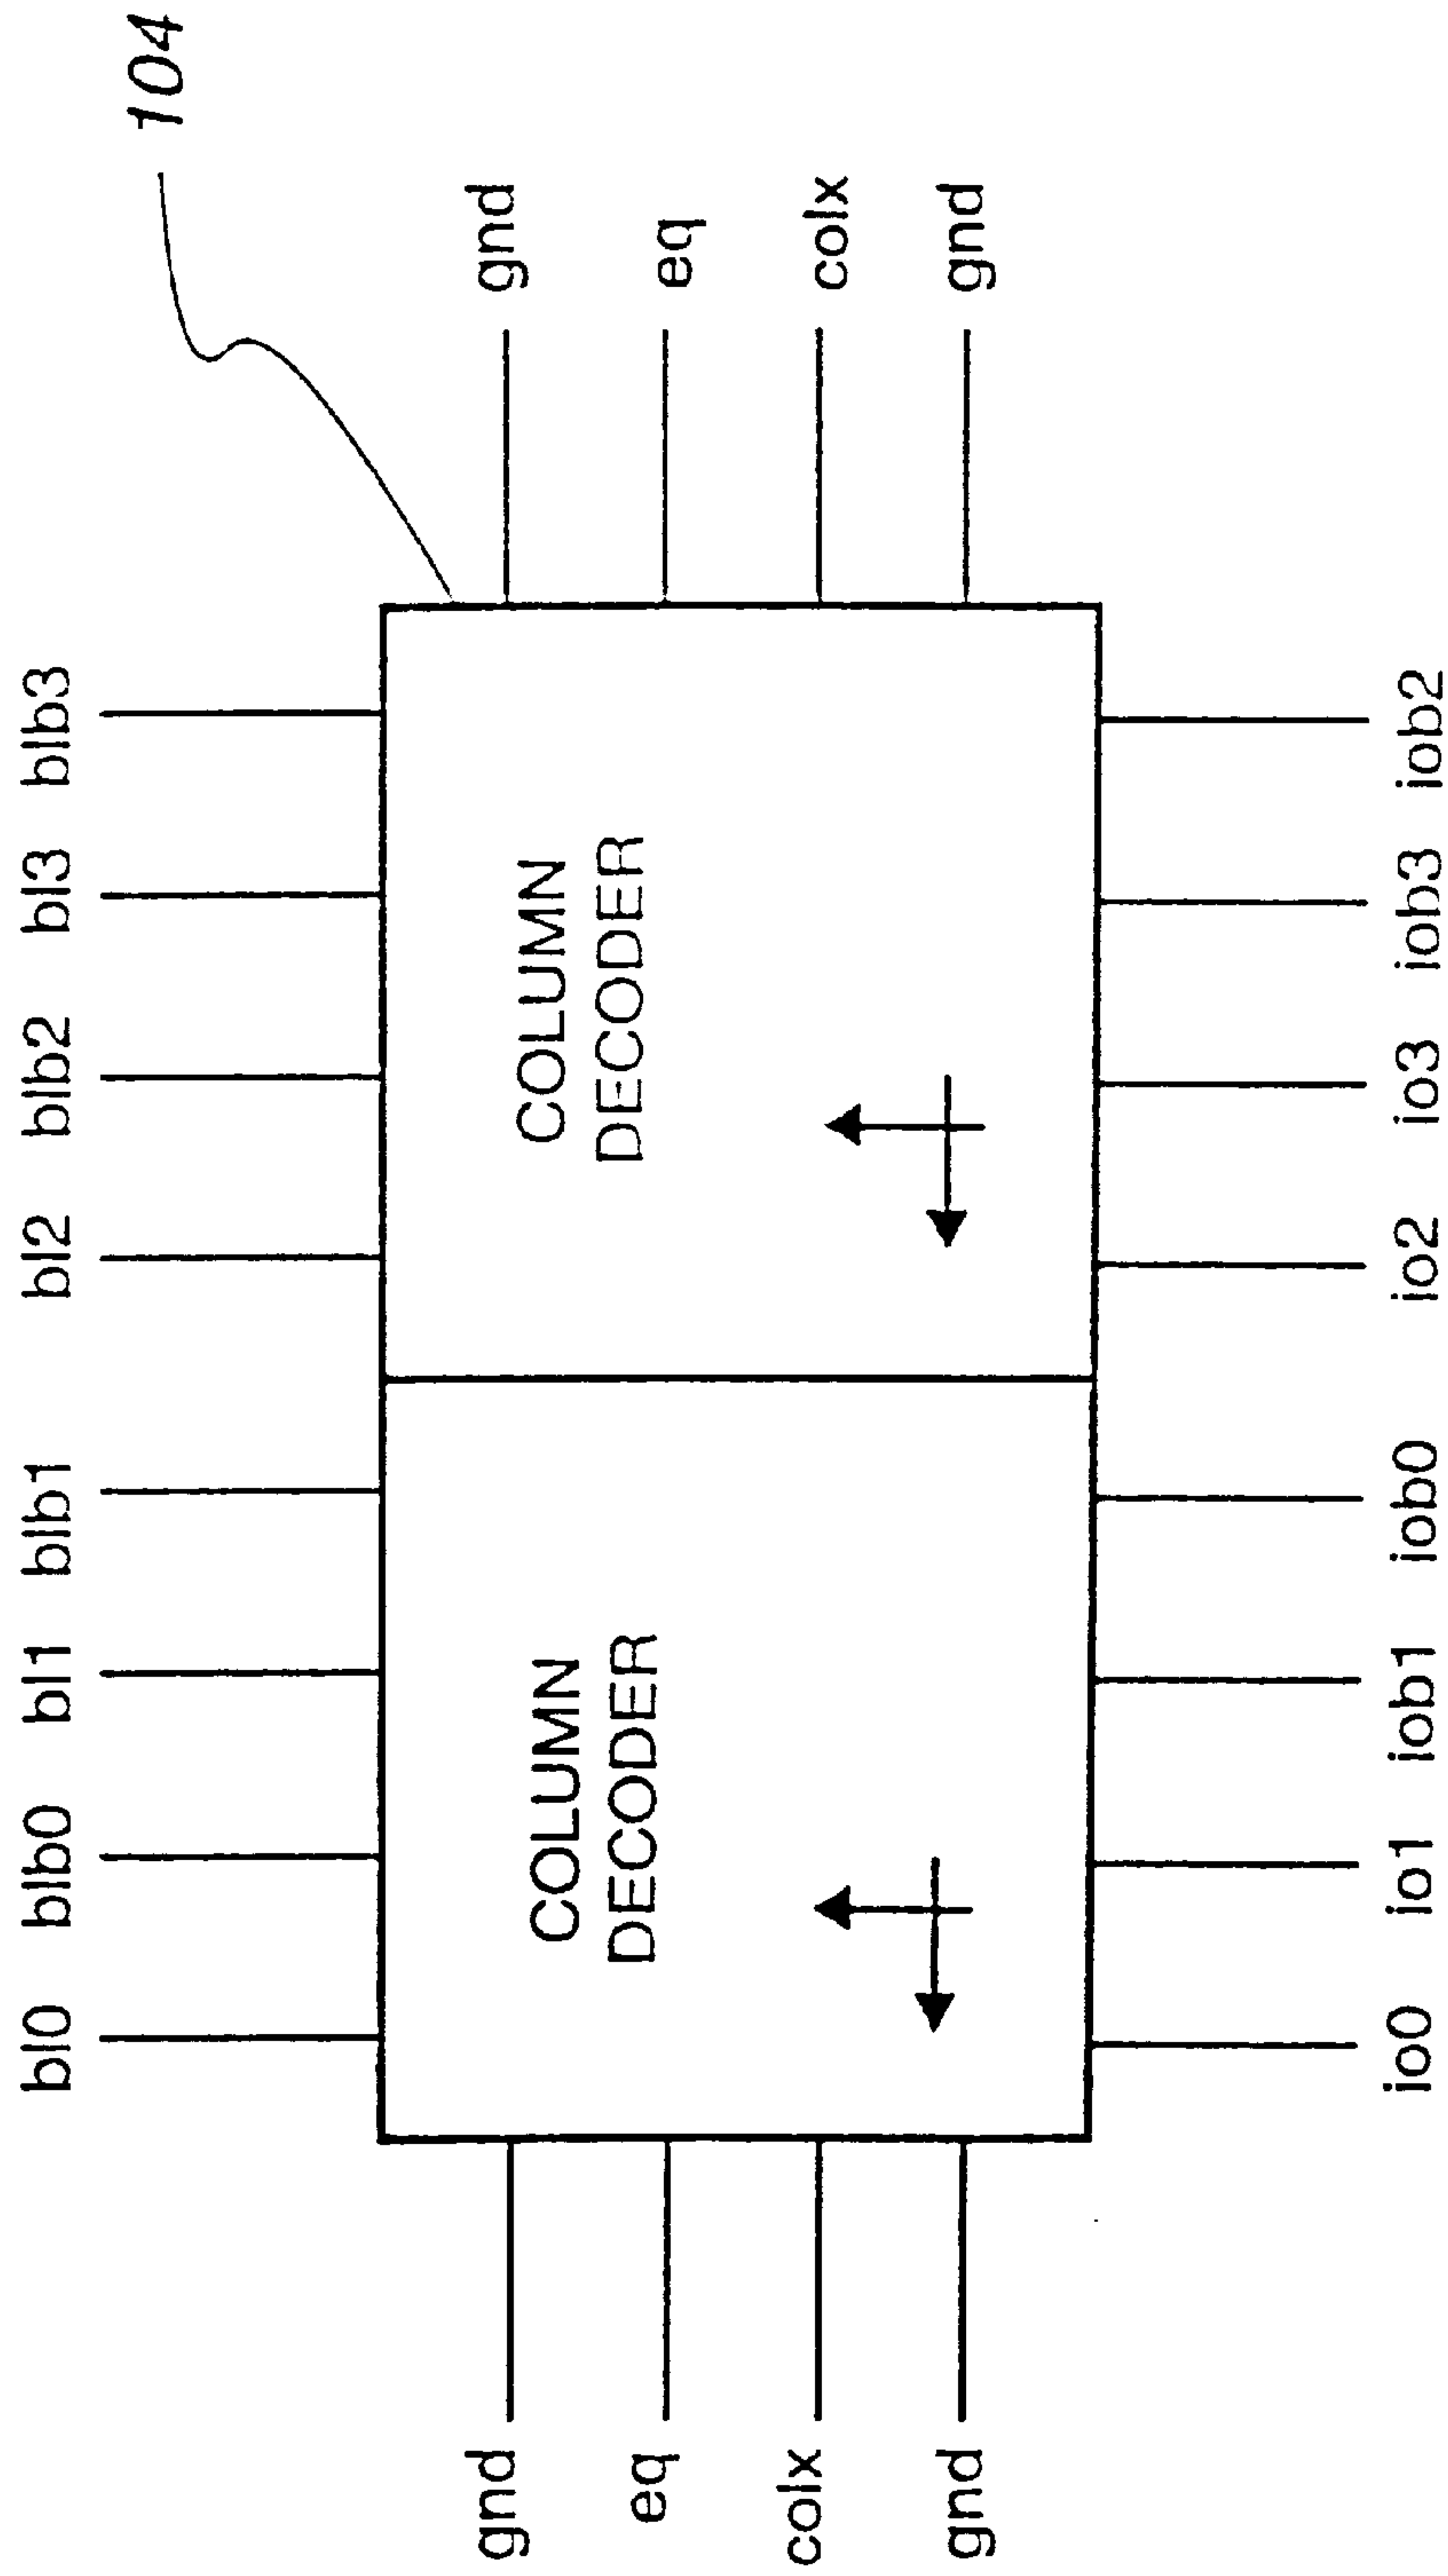 104
bl0 blb0 bl1 blb1 bl2 blb2 bl3 blb3
gnd
eq
colx
gnd
COLUMN
DECODER
COLUMN
DECODER
gnd
eq
colx
gnd
io0 io1 iob1 iob0 io2 io3 iob3 iob2